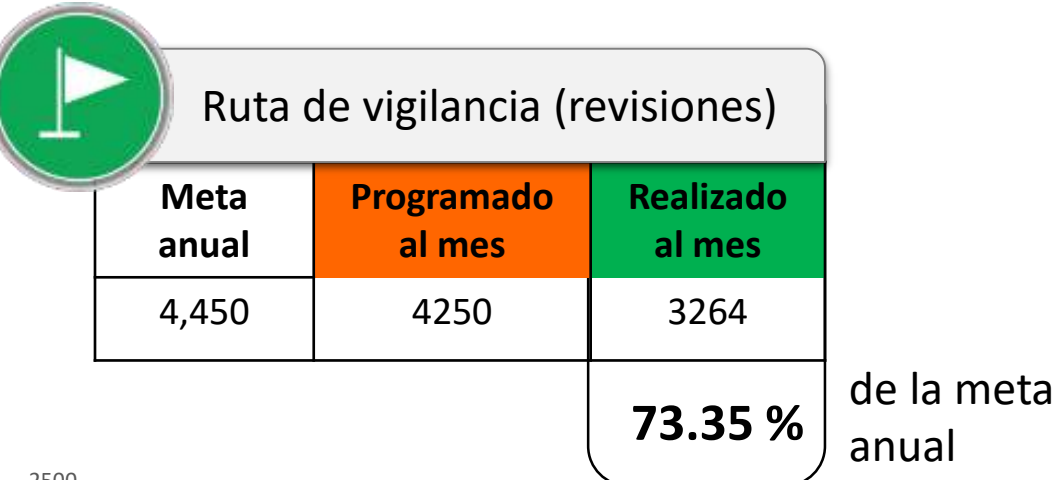 Ruta de vigilancia (revisiones)
Meta anual
Programado al mes
Realizado al mes
4,450
4250
3264
73.35 %
de la meta anual
2500